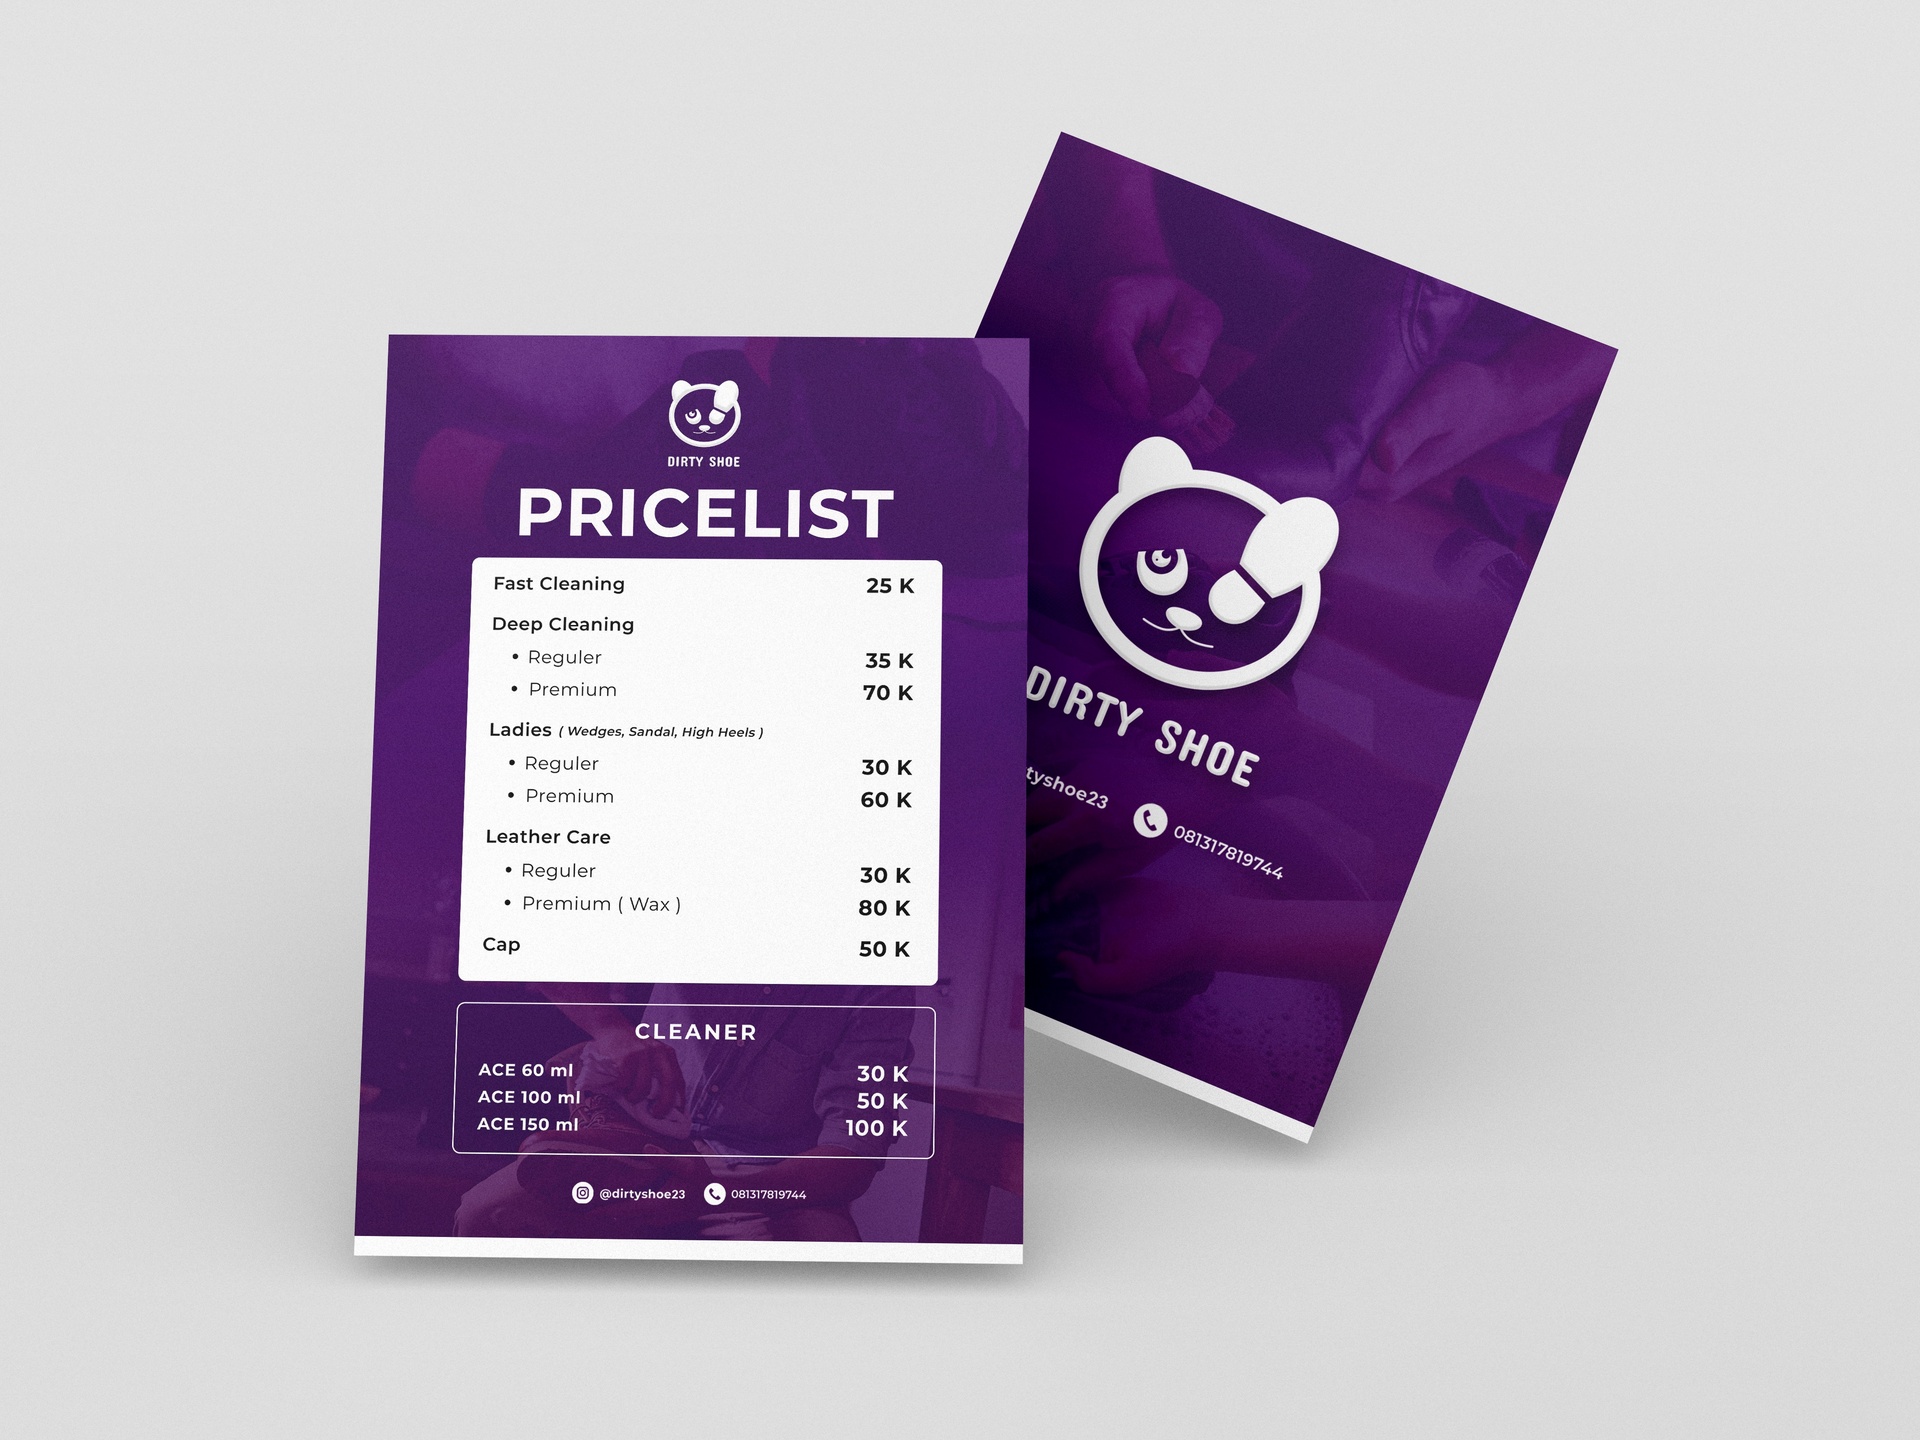 DIRTY SHOE
PRICELIST
Fast Cleaning 25 K
Deep Cleaning
• Reguler 35 K
• Premium 70 K
Ladies ( Wedges, Sandal, High Heels )
• Reguler 30 K
• Premium 60 K
Leather Care
• Reguler 30 K
• Premium ( Wax ) 80 K
Cap 50 K
CLEANER
ACE 60 ml 30 K
ACE 100 ml 50 K
ACE 150 ml 100 K
@dirtyshoe23 081317819744
DIRTY SHOE
tyshoe23 081317819744